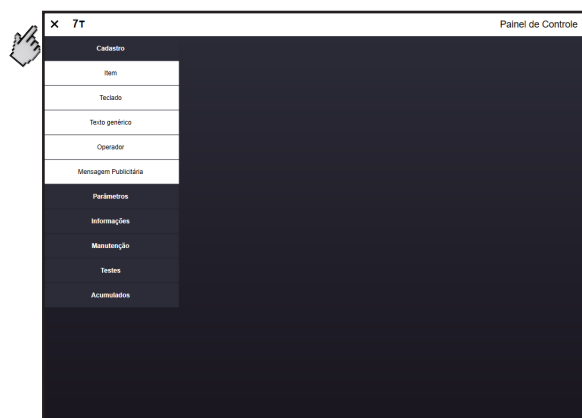 ✕ 7T Painel de Controle
Cadastro
Item
Teclado
Texto genérico
Operador
Mensagem Publicitária
Parâmetros
Informações
Manutenção
Testes
Acumulados